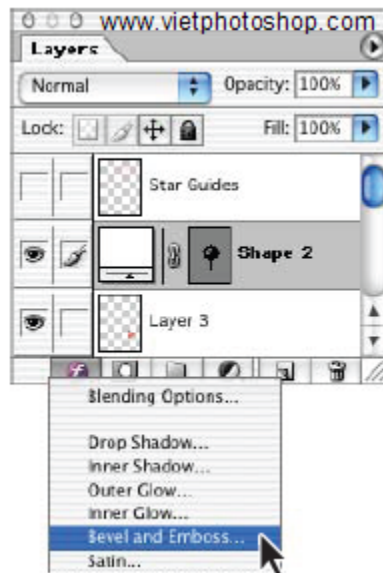 www.vietphotoshop.com
Layers
Normal Opacity: 100%
Lock: Fill: 100%
Star Guides
Shape 2
Layer 3
Blending Options...
Drop Shadow...
Inner Shadow...
Outer Glow...
Inner Glow...
Bevel and Emboss...
Satin...